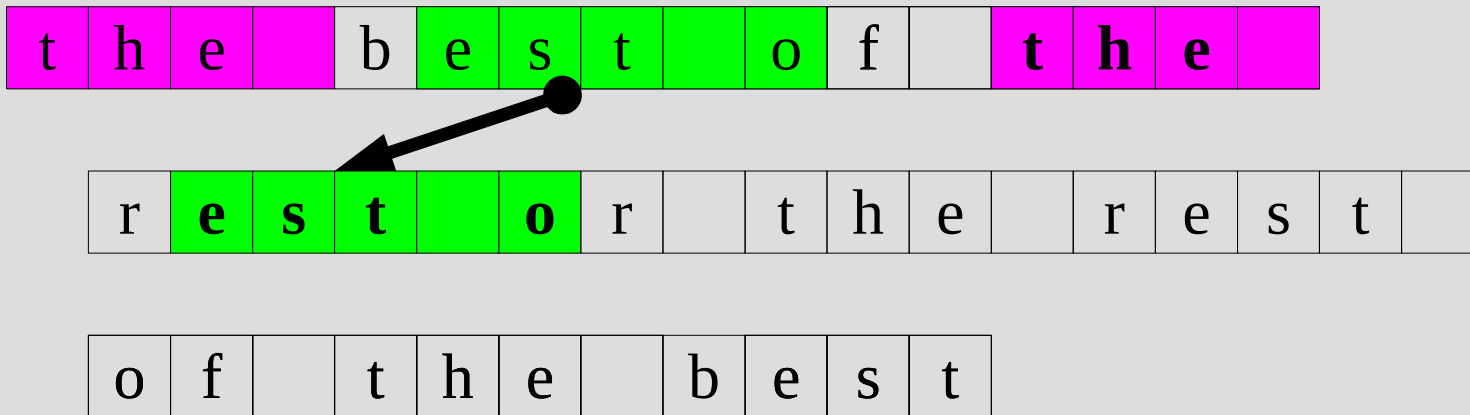 the best of the
rest or the rest
of the best